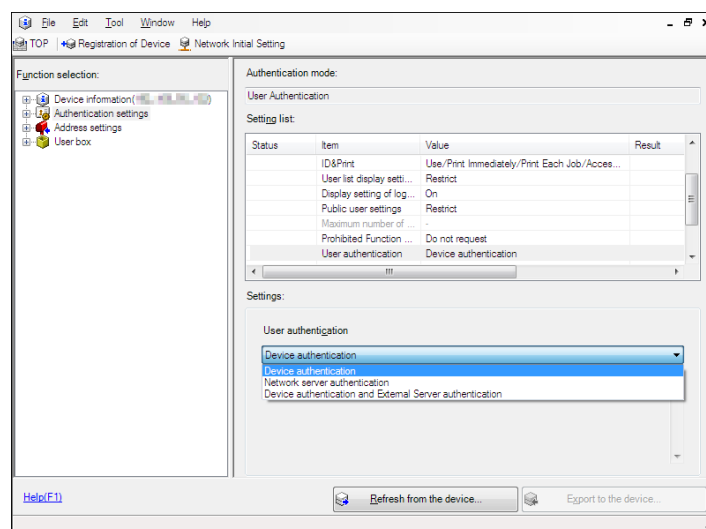 File Edit Tool Window Help
TOP Registration of Device Network Initial Setting
Function selection:
Device information(
Authentication settings
Address settings
User box
Authentication mode:
User Authentication
Setting list:
Status Item Value Result
ID&Print Use/Print Immediately/Print Each Job/Acces...
User list display setti... Restrict
Display setting of log... On
Public user settings Restrict
Maximum number of ... -
Prohibited Function ... Do not request
User authentication Device authentication
Settings:
User authentication
Device authentication
Device authentication
Network server authentication
Device authentication and External Server authentication
Help(F1)
Refresh from the device...
Export to the device...